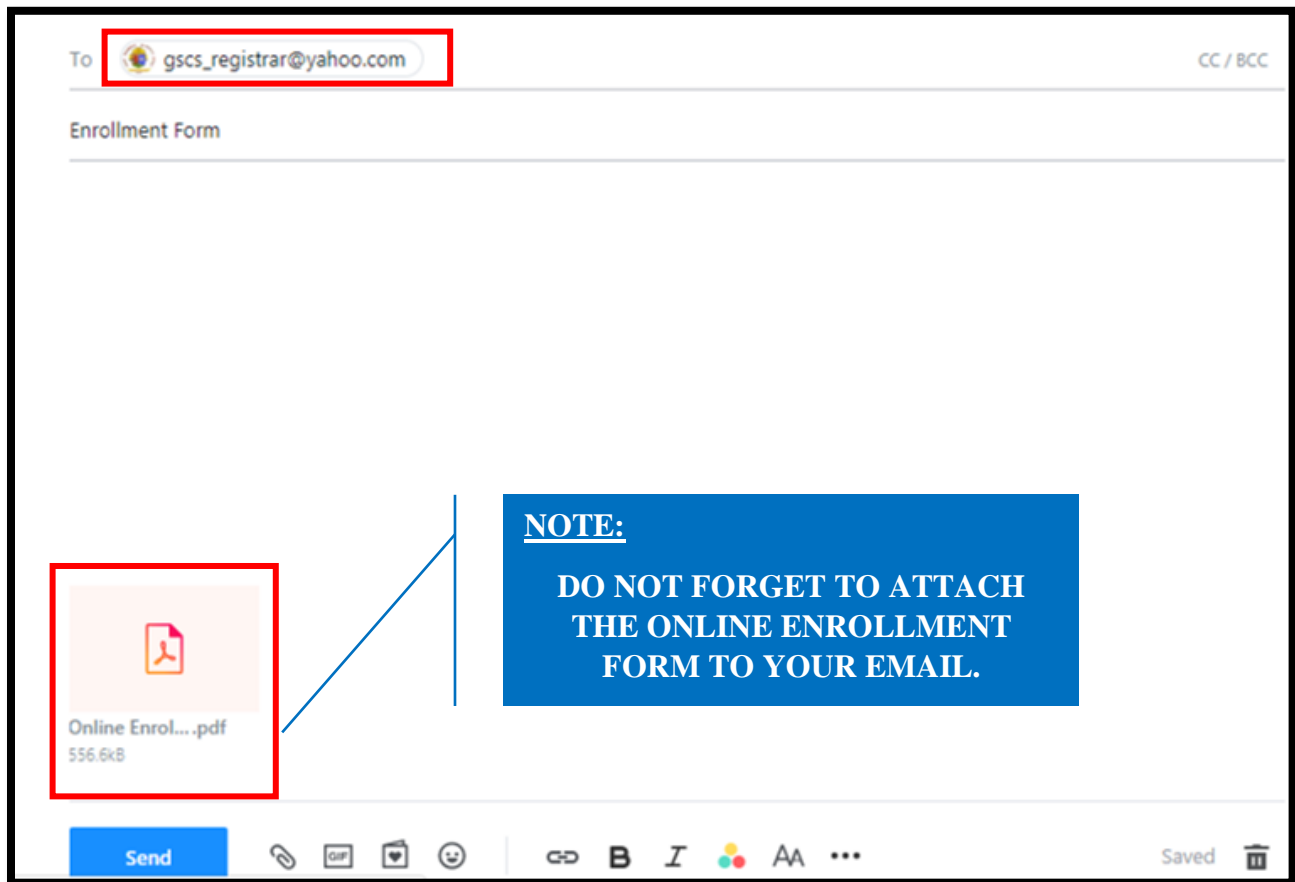 To gscs_registrar@yahoo.com CC / BCC
Enrollment Form
NOTE:
DO NOT FORGET TO ATTACH
THE ONLINE ENROLLMENT
FORM TO YOUR EMAIL.
Online Enrol... .pdf
556.6kB
Send GIF B I AA Saved